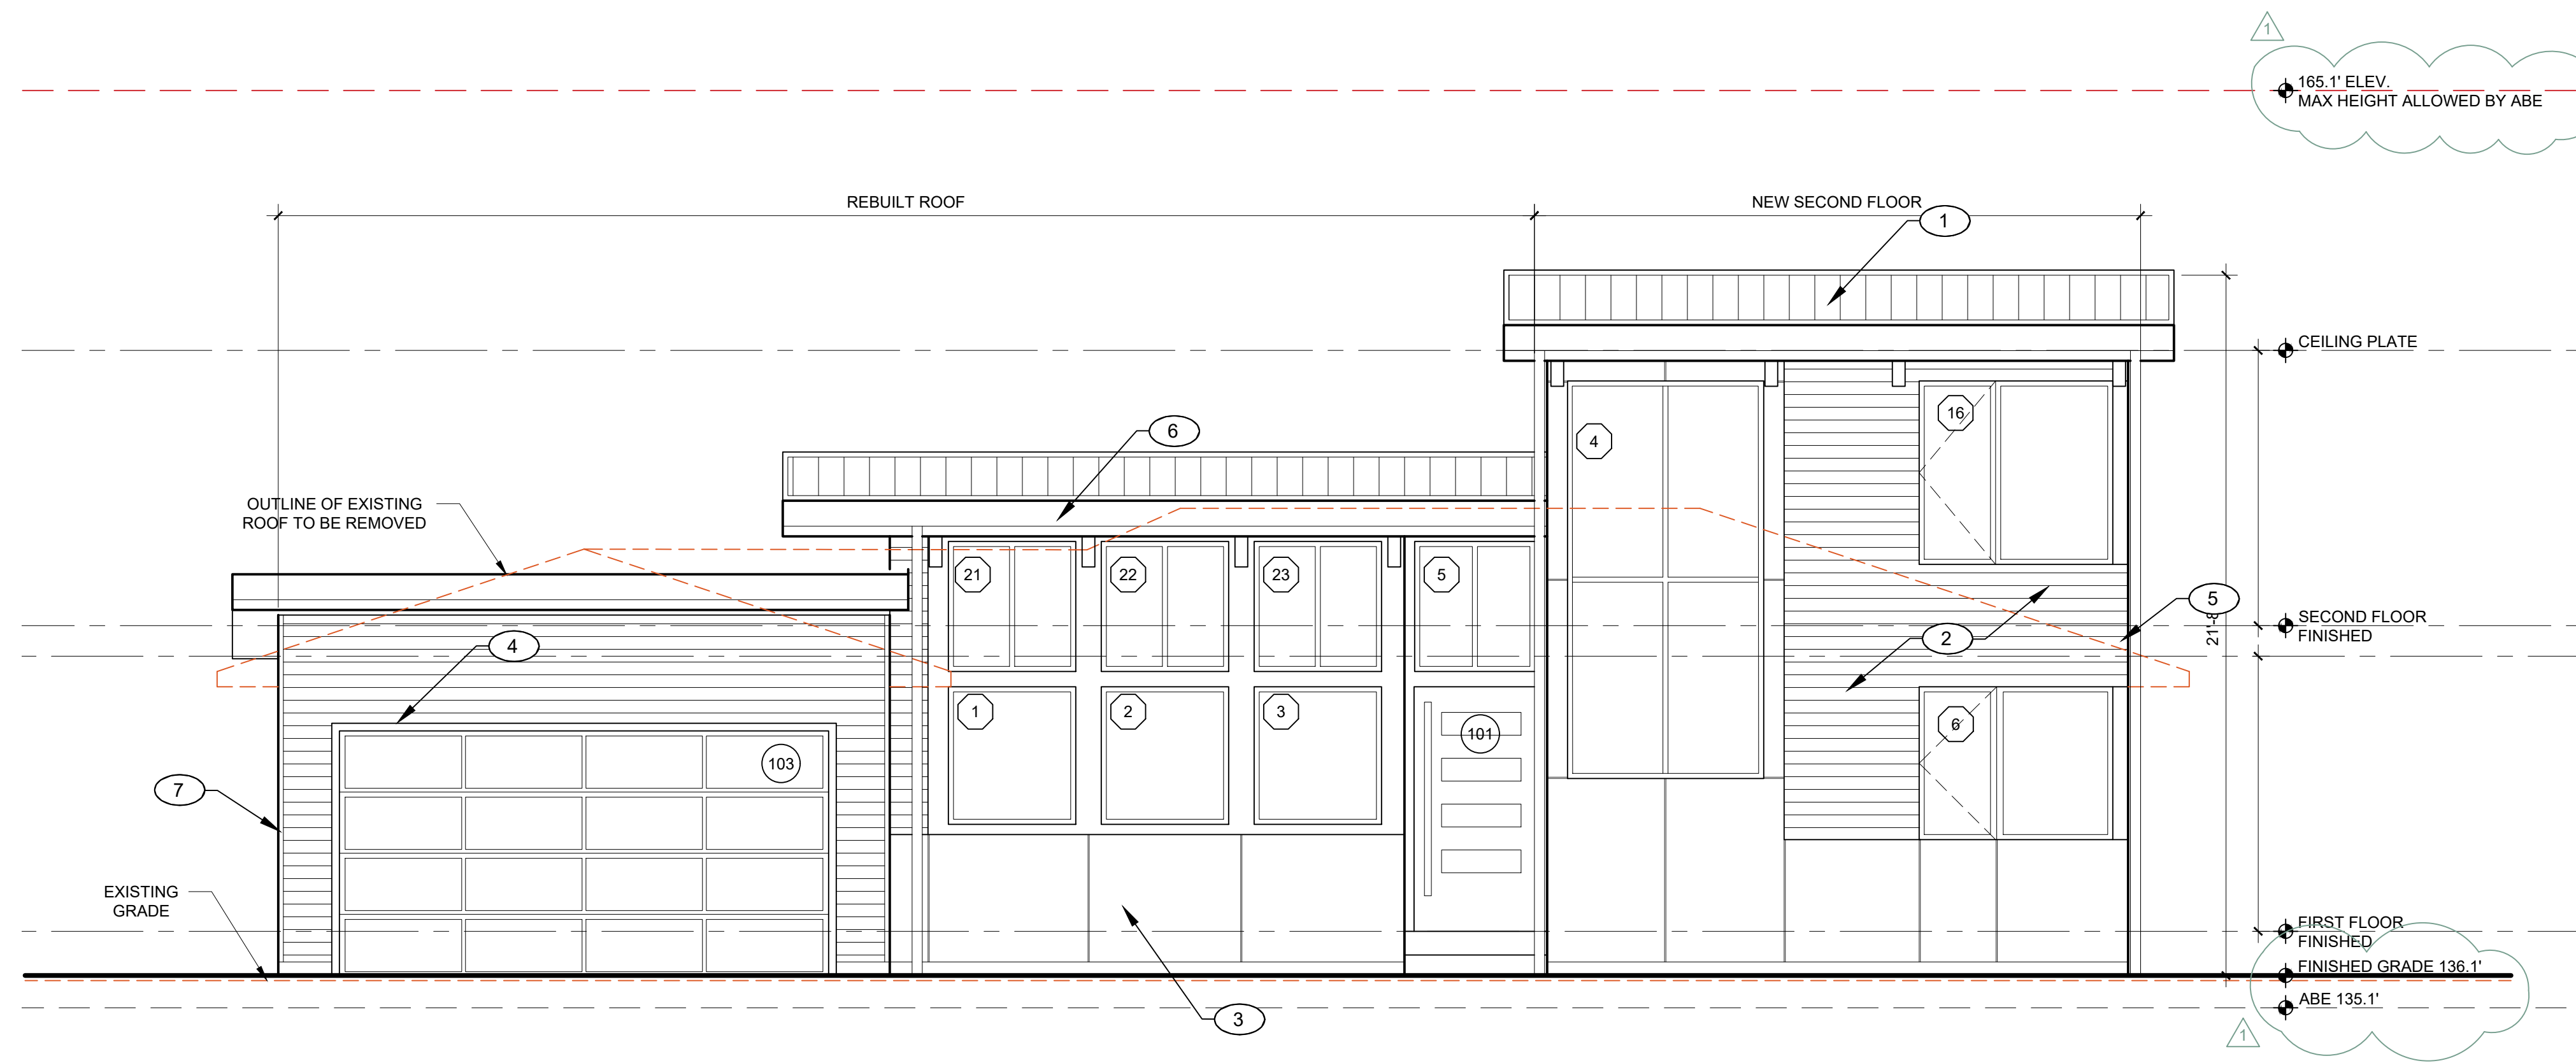 1
165.1' ELEV.
MAX HEIGHT ALLOWED BY ABE
REBUILT ROOF
NEW SECOND FLOOR
1
CEILING PLATE
6
16
4
OUTLINE OF EXISTING
ROOF TO BE REMOVED
21
22
23
5
5
SECOND FLOOR
FINISHED
4
2
1
2
3
6
101
103
7
EXISTING
GRADE
FIRST FLOOR
FINISHED
FINISHED GRADE 136.1'
ABE 135.1'
3
1